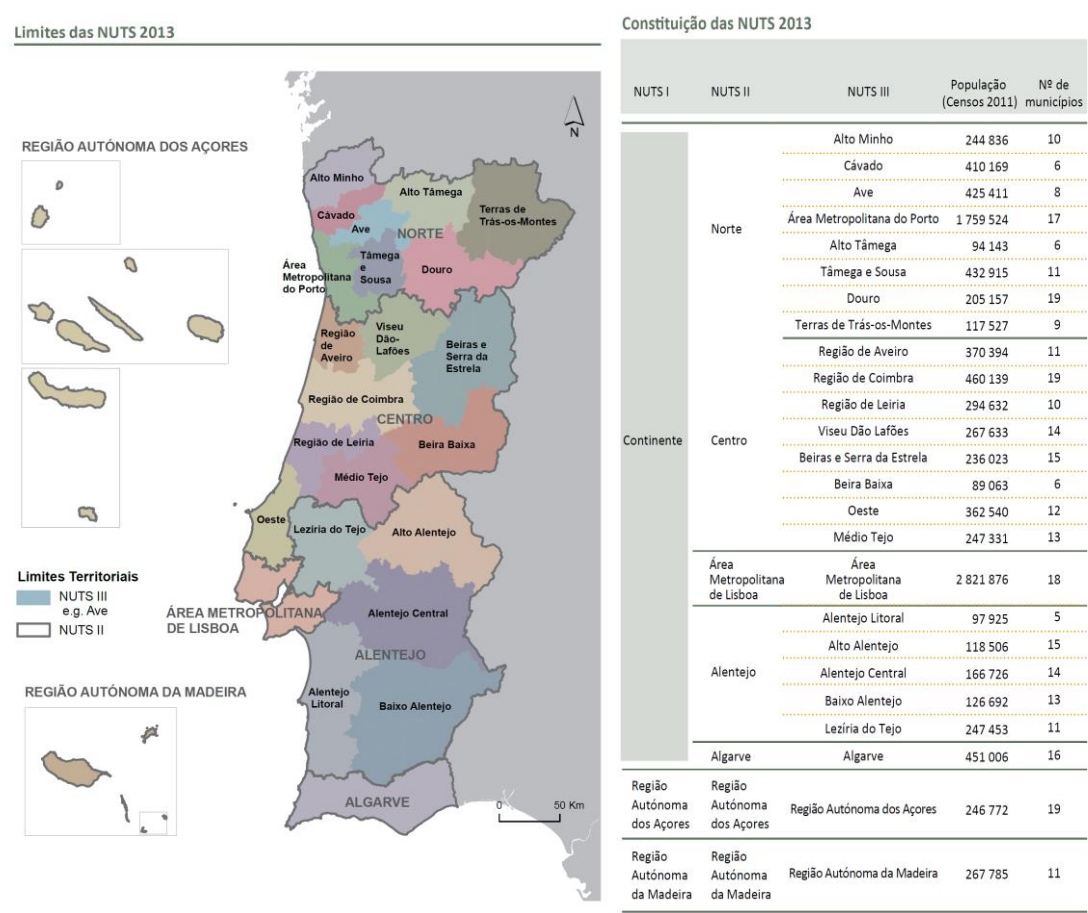 Limites das NUTS 2013
N
REGIÃO AUTÓNOMA DOS AÇORES
Alto Minho
Alto Tâmega
Terras de
Trás-os-Montes
Cávado
Ave
NORTE
Tâmega
e
Sousa
Douro
Área
Metropolitana
do Porto
Região
de
Aveiro
Viseu
Dão-
Lafões
Beiras e
Serra da
Estrela
Região de Coimbra
CENTRO
Região de Leiria
Beira Baixa
Médio Tejo
Oeste
Lezíria do Tejo
Alto Alentejo
Limites Territoriais
NUTS III
e.g. Ave
NUTS II
ÁREA METROPOLITANA
DE LISBOA
Alentejo Central
ALENTEJO
REGIÃO AUTÓNOMA DA MADEIRA
Alentejo
Litoral
Baixo Alentejo
ALGARVE
0 50 Km
Constituição das NUTS 2013
NUTS I NUTS II NUTS III População (Censos 2011) Nº de municípios
Alto Minho 244 836 10
Cávado 410 169 6
Ave 425 411 8
Área Metropolitana do Porto 1 759 524 17
Norte
Alto Tâmega 94 143 6
Tâmega e Sousa 432 915 11
Douro 205 157 19
Terras de Trás-os-Montes 117 527 9
Região de Aveiro 370 394 11
Região de Coimbra 460 139 19
Região de Leiria 294 632 10
Continente Centro Viseu Dão Lafões 267 633 14
Beiras e Serra da Estrela 236 023 15
Beira Baixa 89 063 6
Oeste 362 540 12
Médio Tejo 247 331 13
Área Área
Metropolitana Metropolitana 2 821 876 18
de Lisboa de Lisboa
Alentejo Litoral 97 925 5
Alto Alentejo 118 506 15
Alentejo Alentejo Central 166 726 14
Baixo Alentejo 126 692 13
Lezíria do Tejo 247 453 11
Algarve Algarve 451 006 16
Região Região
Autónoma Autónoma Região Autónoma dos Açores 246 772 19
dos Açores dos Açores
Região Região
Autónoma Autónoma Região Autónoma da Madeira 267 785 11
da Madeira da Madeira